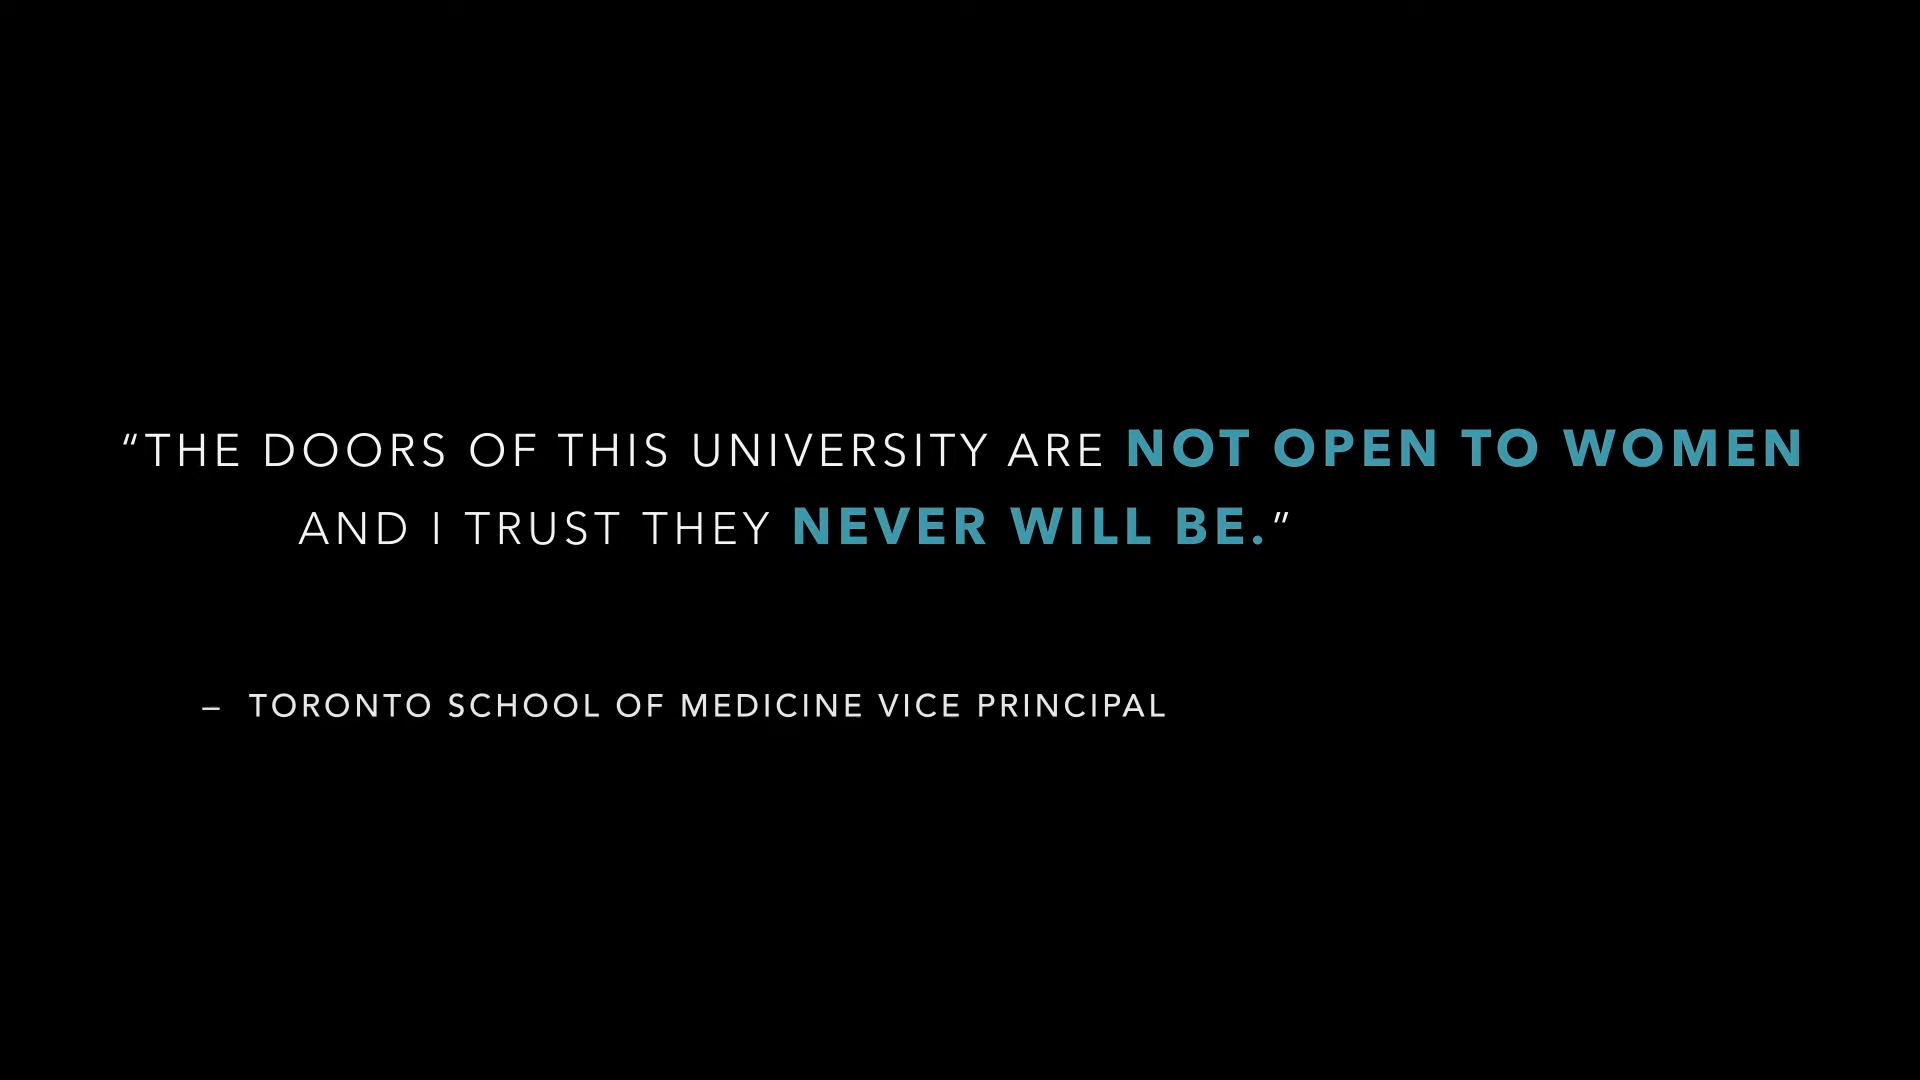 “THE DOORS OF THIS UNIVERSITY ARE NOT OPEN TO WOMEN
AND I TRUST THEY NEVER WILL BE.”
– TORONTO SCHOOL OF MEDICINE VICE PRINCIPAL